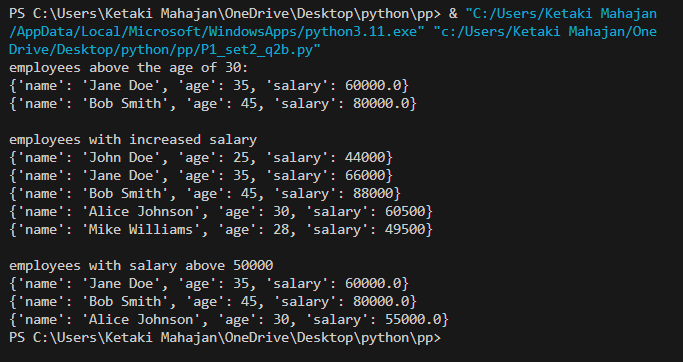 PS C:\Users\Ketaki Mahajan\OneDrive\Desktop\python\pp> & "C:/Users/Ketaki Mahajan
/AppData/Local/Microsoft/WindowsApps/python3.11.exe" "c:/Users/Ketaki Mahajan/One
Drive/Desktop/python/pp/P1_set2_q2b.py"
employees above the age of 30:
{'name': 'Jane Doe', 'age': 35, 'salary': 60000.0}
{'name': 'Bob Smith', 'age': 45, 'salary': 80000.0}

employees with increased salary
{'name': 'John Doe', 'age': 25, 'salary': 44000}
{'name': 'Jane Doe', 'age': 35, 'salary': 66000}
{'name': 'Bob Smith', 'age': 45, 'salary': 88000}
{'name': 'Alice Johnson', 'age': 30, 'salary': 60500}
{'name': 'Mike Williams', 'age': 28, 'salary': 49500}

employees with salary above 50000
{'name': 'Jane Doe', 'age': 35, 'salary': 60000.0}
{'name': 'Bob Smith', 'age': 45, 'salary': 80000.0}
{'name': 'Alice Johnson', 'age': 30, 'salary': 55000.0}
PS C:\Users\Ketaki Mahajan\OneDrive\Desktop\python\pp>